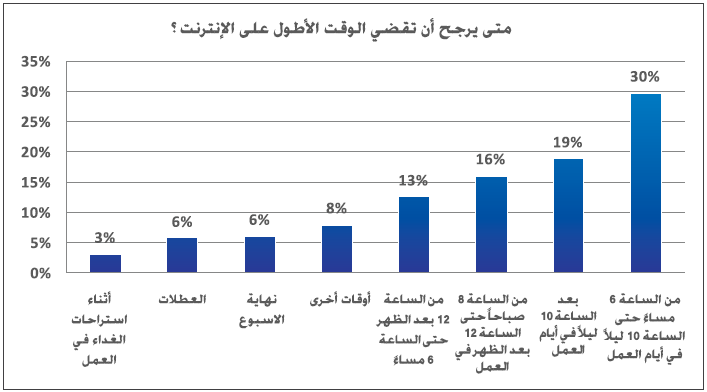 متى يرجح أن تقضي الوقت الأطول على الإنترنت؟
35%
30%
25%
20%
15%
10%
5%
0%
3%
6%
6%
8%
13%
16%
19%
30%
أثناء
استراحات
الغداء في
العمل
العطلات
نهاية
الاسبوع
أوقات أخرى
من الساعة
12 بعد الظهر
حتى الساعة
6 مساءً
من الساعة 8
صباحاً حتى
الساعة 12
بعد الظهر في
العمل
بعد
الساعة 10
ليلاً في أيام
العمل
من الساعة 6
مساءً حتى
الساعة 10 ليلاً
في أيام العمل